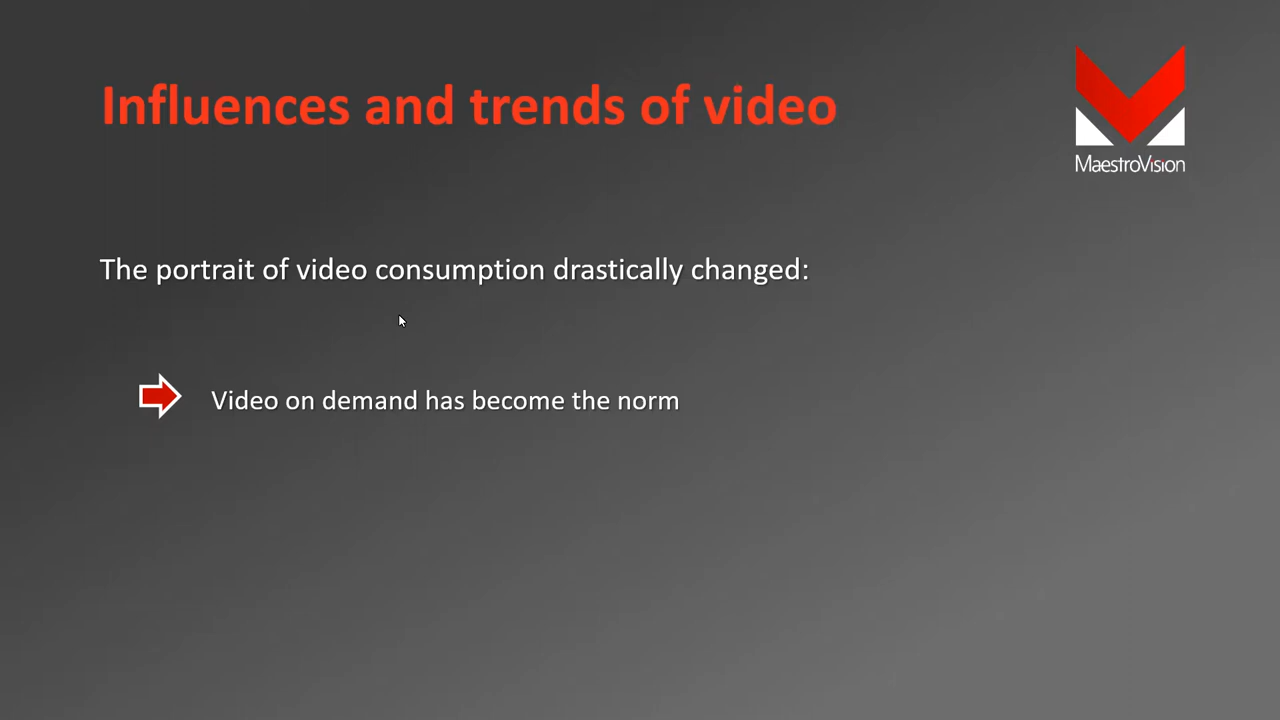 Influences and trends of video
MaestroVision
The portrait of video consumption drastically changed:
Video on demand has become the norm